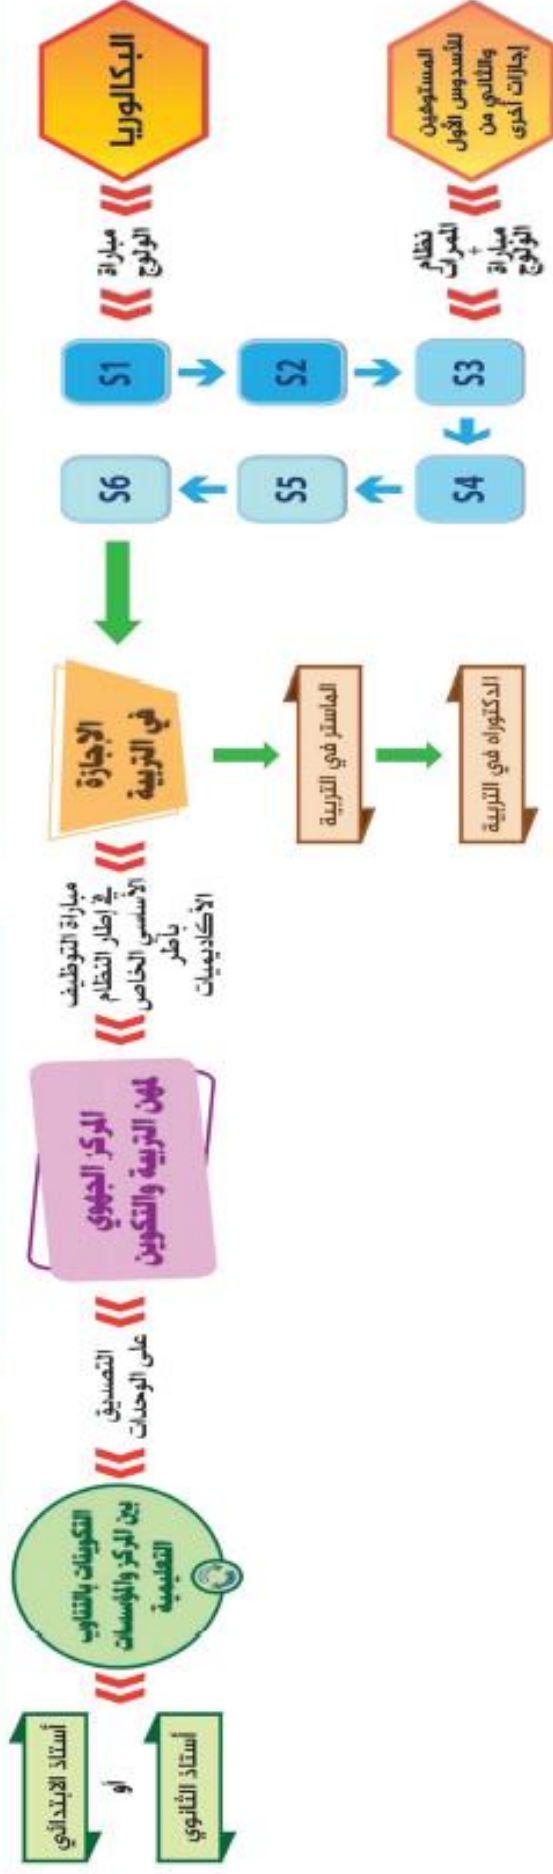 البكالوريا
مباراة
الولوج
S1
S2
S3
S4
S5
S6
المستوفين
للأسدوس الأول
والثاني من
إجازات أخرى
نظام
الممرات
+
مباراة
الولوج
الإجازة
في التربية
الماستر في التربية
الدكتوراه في التربية
مباراة التوظيف
في إطار النظام
الأساسي الخاص
بأطر
الأكاديميات
المركز الجهوي
لمهن التربية والتكوين
التصديق
على الوحدات
التكوينات بالتناوب
بين المركز والمؤسسات
التعليمية
أستاذ الابتدائي
أو
أستاذ الثانوي